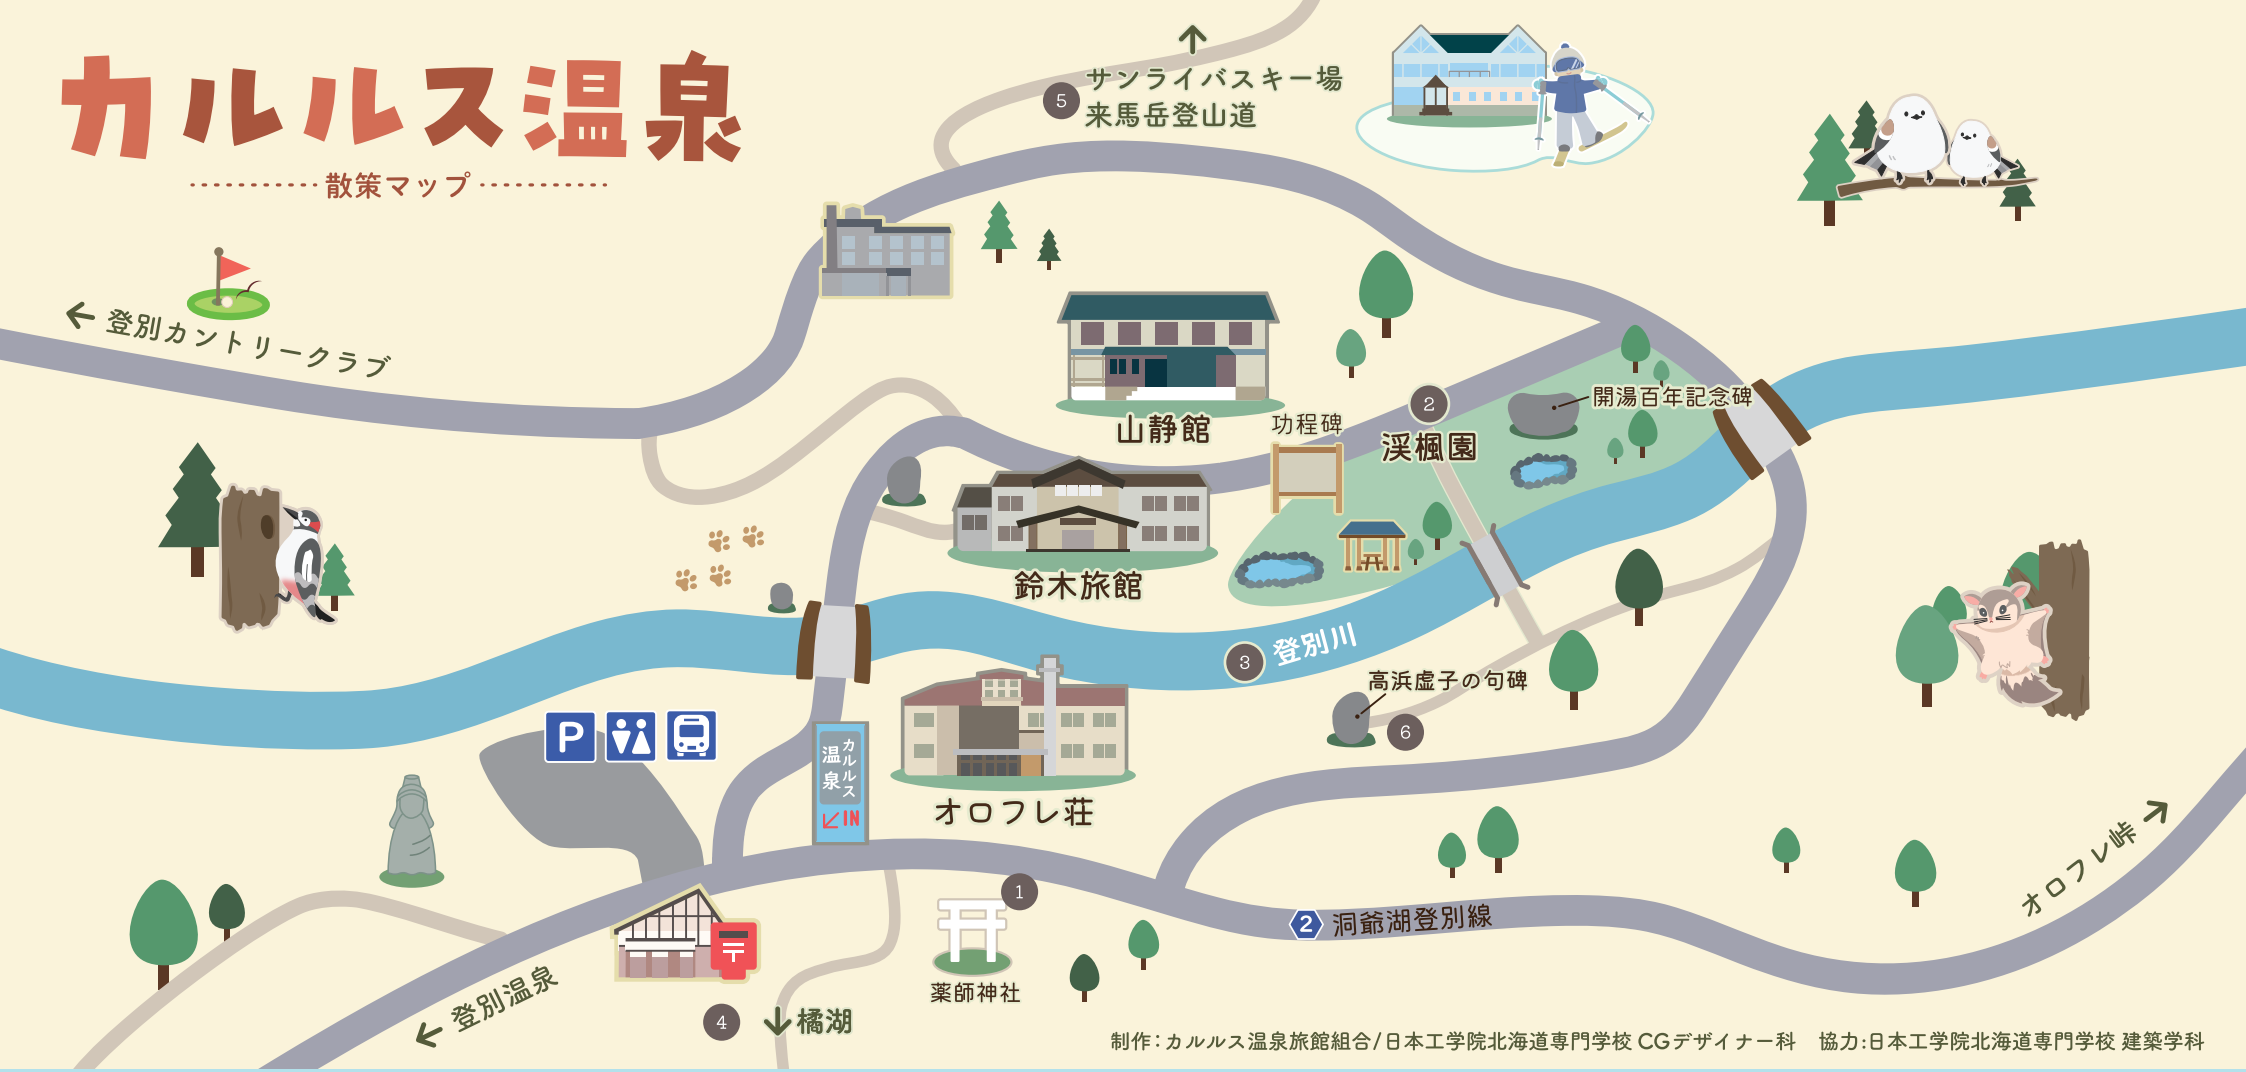 カルルス温泉
散策マップ
5
サンライバスキー場
来馬岳登山道
登別カントリークラブ
山静館
功程碑
2
渓楓園
開湯百年記念碑
鈴木旅館
3
登別川
高浜虚子の句碑
6
P
カルルス
温泉
IN
オロフレ荘
1
薬師神社
2
洞爺湖登別線
オロフレ峠
登別温泉
〒
4
橘湖
制作：カルルス温泉旅館組合/日本工学院北海道専門学校 CGデザイナー科　協力:日本工学院北海道専門学校 建築学科